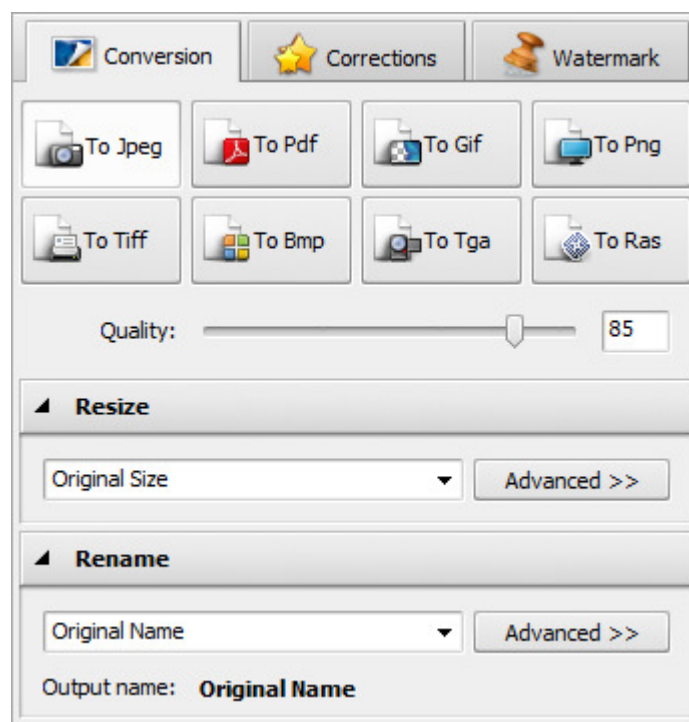 Conversion Corrections Watermark
To Jpeg To Pdf To Gif To Png
To Tiff To Bmp To Tga To Ras
Quality: 85
Resize
Original Size Advanced >>
Rename
Original Name Advanced >>
Output name: Original Name